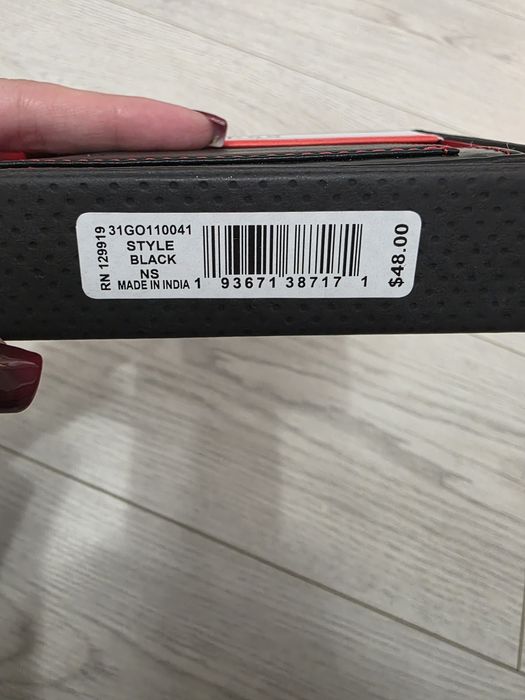 RN 129919
31GO110041
STYLE
BLACK
NS
MADE IN INDIA
1 93671 38717 1
$48.00